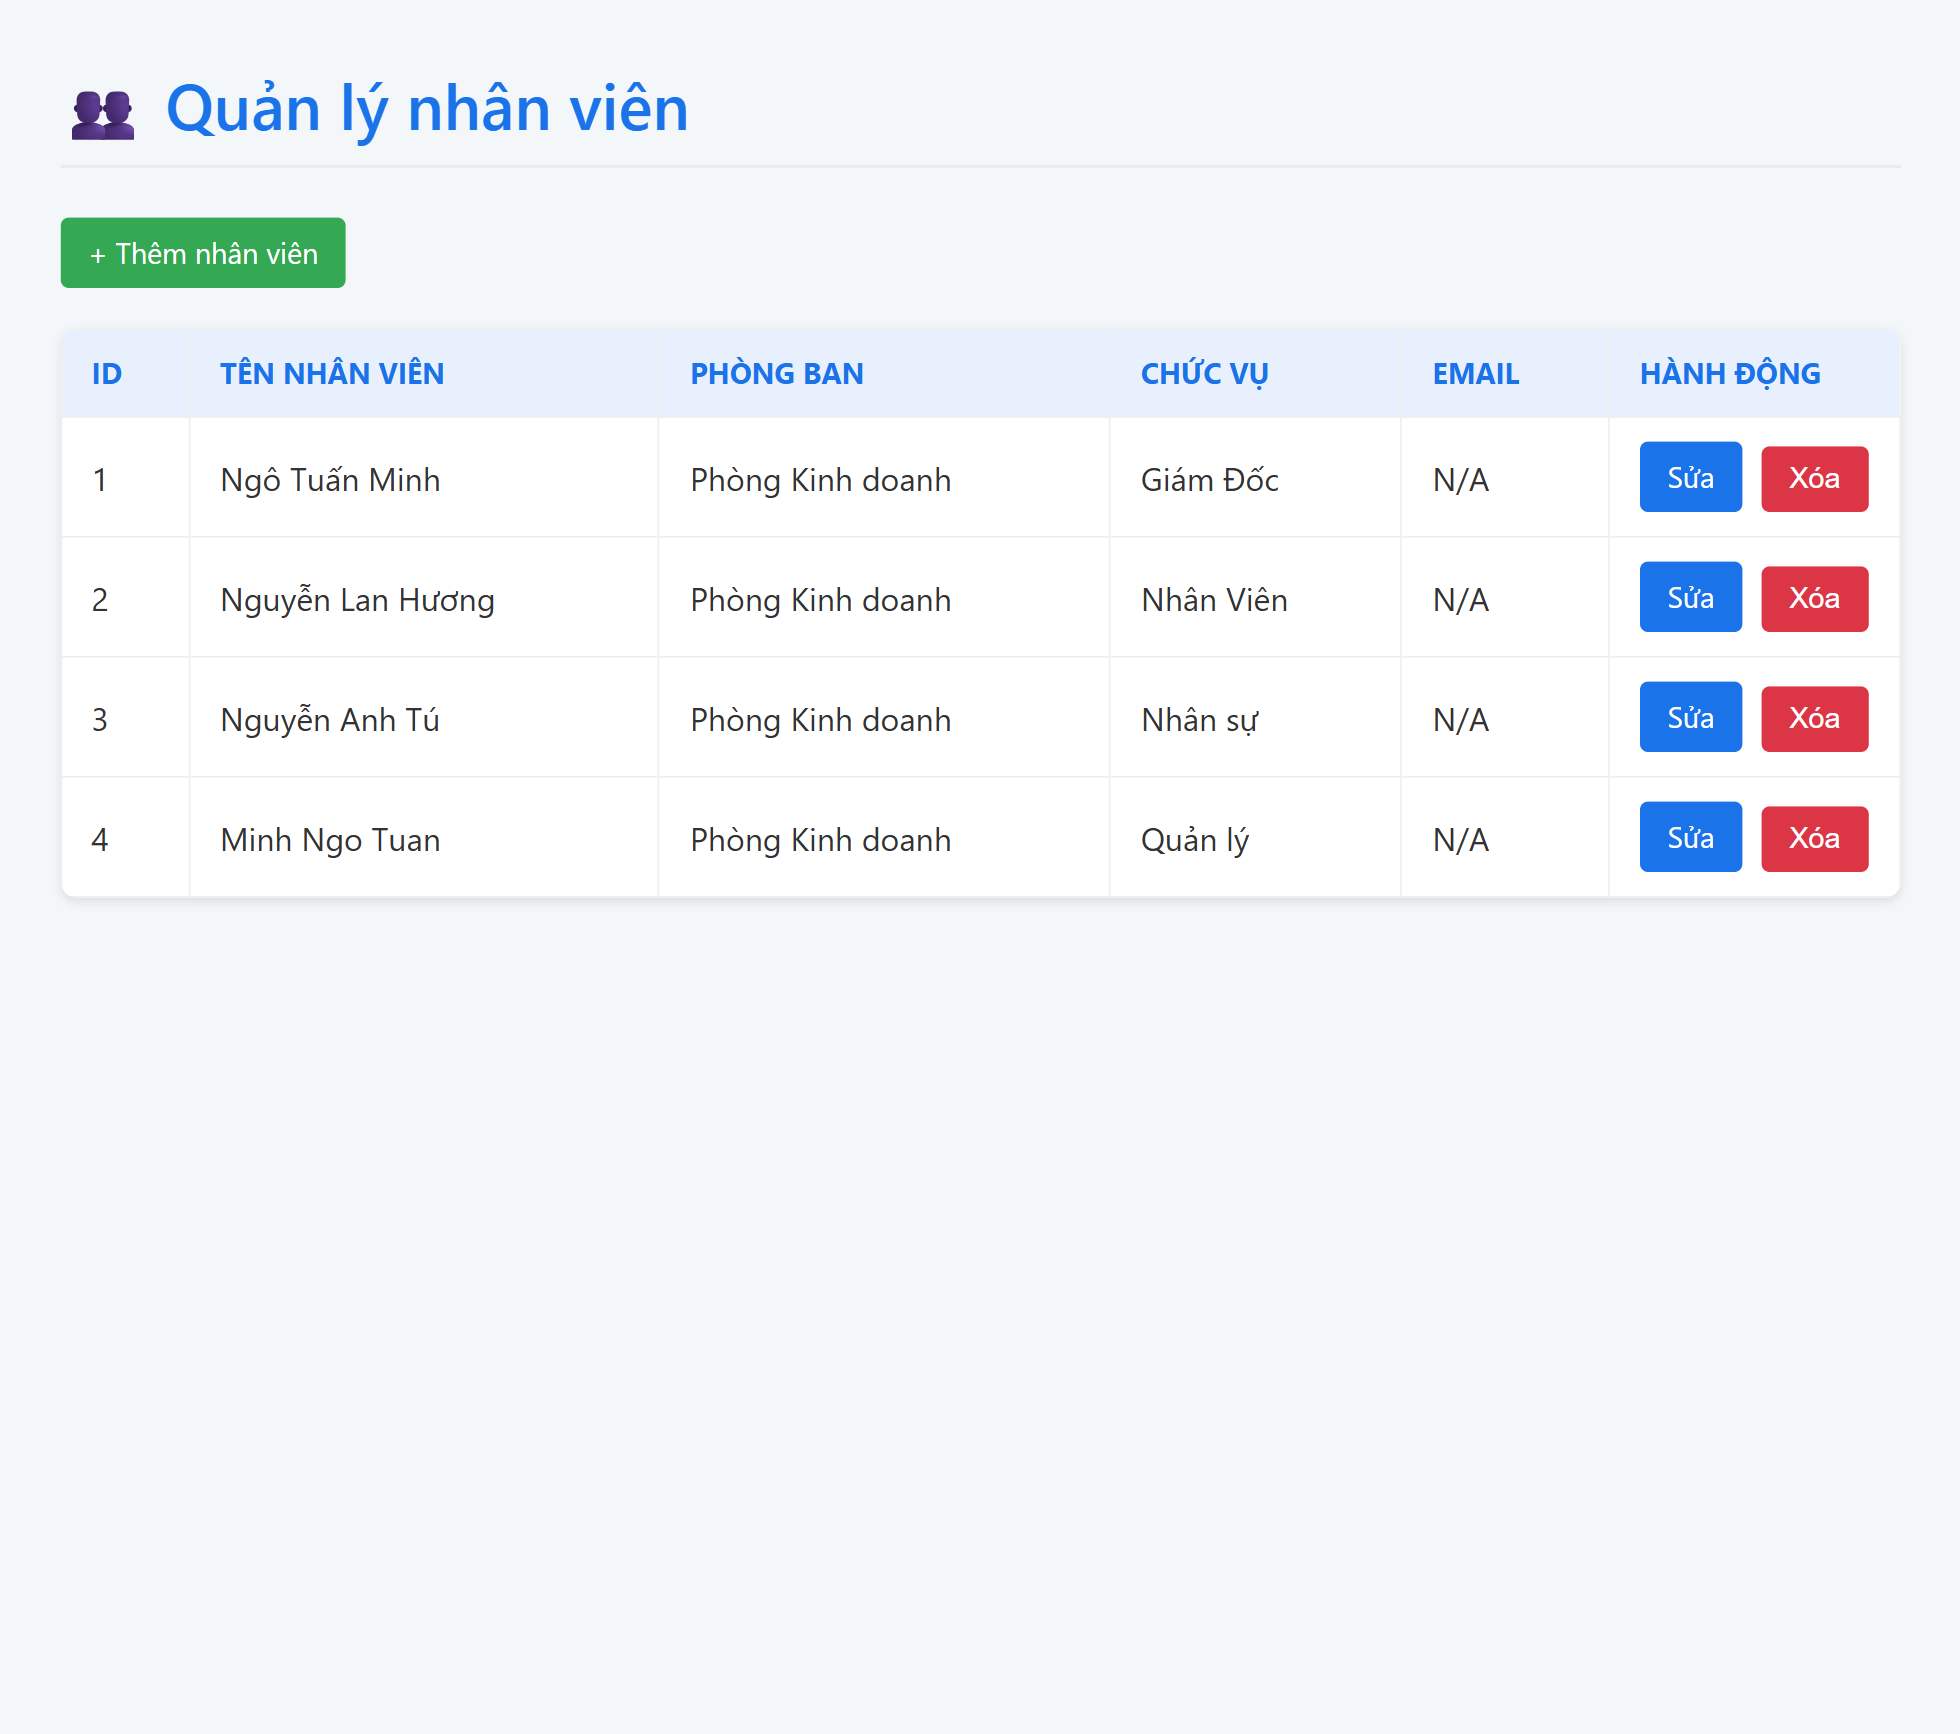 Quản lý nhân viên
+ Thêm nhân viên
ID TÊN NHÂN VIÊN PHÒNG BAN CHỨC VỤ EMAIL HÀNH ĐỘNG
1 Ngô Tuấn Minh Phòng Kinh doanh Giám Đốc N/A Sửa Xóa
2 Nguyễn Lan Hương Phòng Kinh doanh Nhân Viên N/A Sửa Xóa
3 Nguyễn Anh Tú Phòng Kinh doanh Nhân sự N/A Sửa Xóa
4 Minh Ngo Tuan Phòng Kinh doanh Quản lý N/A Sửa Xóa